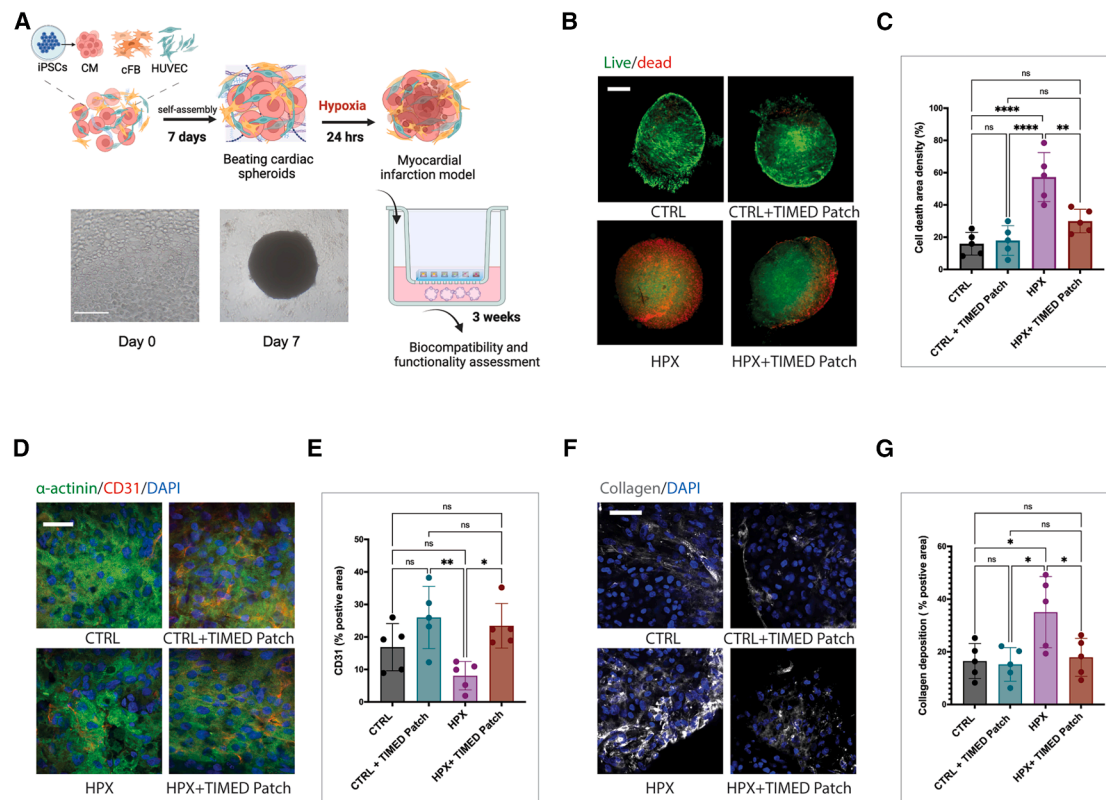 A
iPSCs
CM
cFB
HUVEC
self-assembly
7 days
Hypoxia
24 hrs
Beating cardiac
spheroids
Myocardial
infarction model
Day 0
Day 7
3 weeks
Biocompatibility and
functionality assessment
B
Live/dead
CTRL
CTRL+TIMED Patch
HPX
HPX+TIMED Patch
C
ns
ns
****
ns
****
**
Cell death area density (%)
100
80
60
40
20
0
CTRL
CTRL + TIMED Patch
HPX
HPX+ TIMED Patch
D
α-actinin/CD31/DAPI
CTRL
CTRL+TIMED Patch
HPX
HPX+TIMED Patch
E
ns
ns
ns
ns
**
*
CD31 (% postive area)
50
40
30
20
10
0
CTRL
CTRL + TIMED Patch
HPX
HPX+ TIMED Patch
F
Collagen/DAPI
CTRL
CTRL+TIMED Patch
HPX
HPX+TIMED Patch
G
ns
ns
*
ns
*
*
Collagen deposition ( % postive area)
60
40
20
0
CTRL
CTRL + TIMED Patch
HPX
HPX+ TIMED Patch